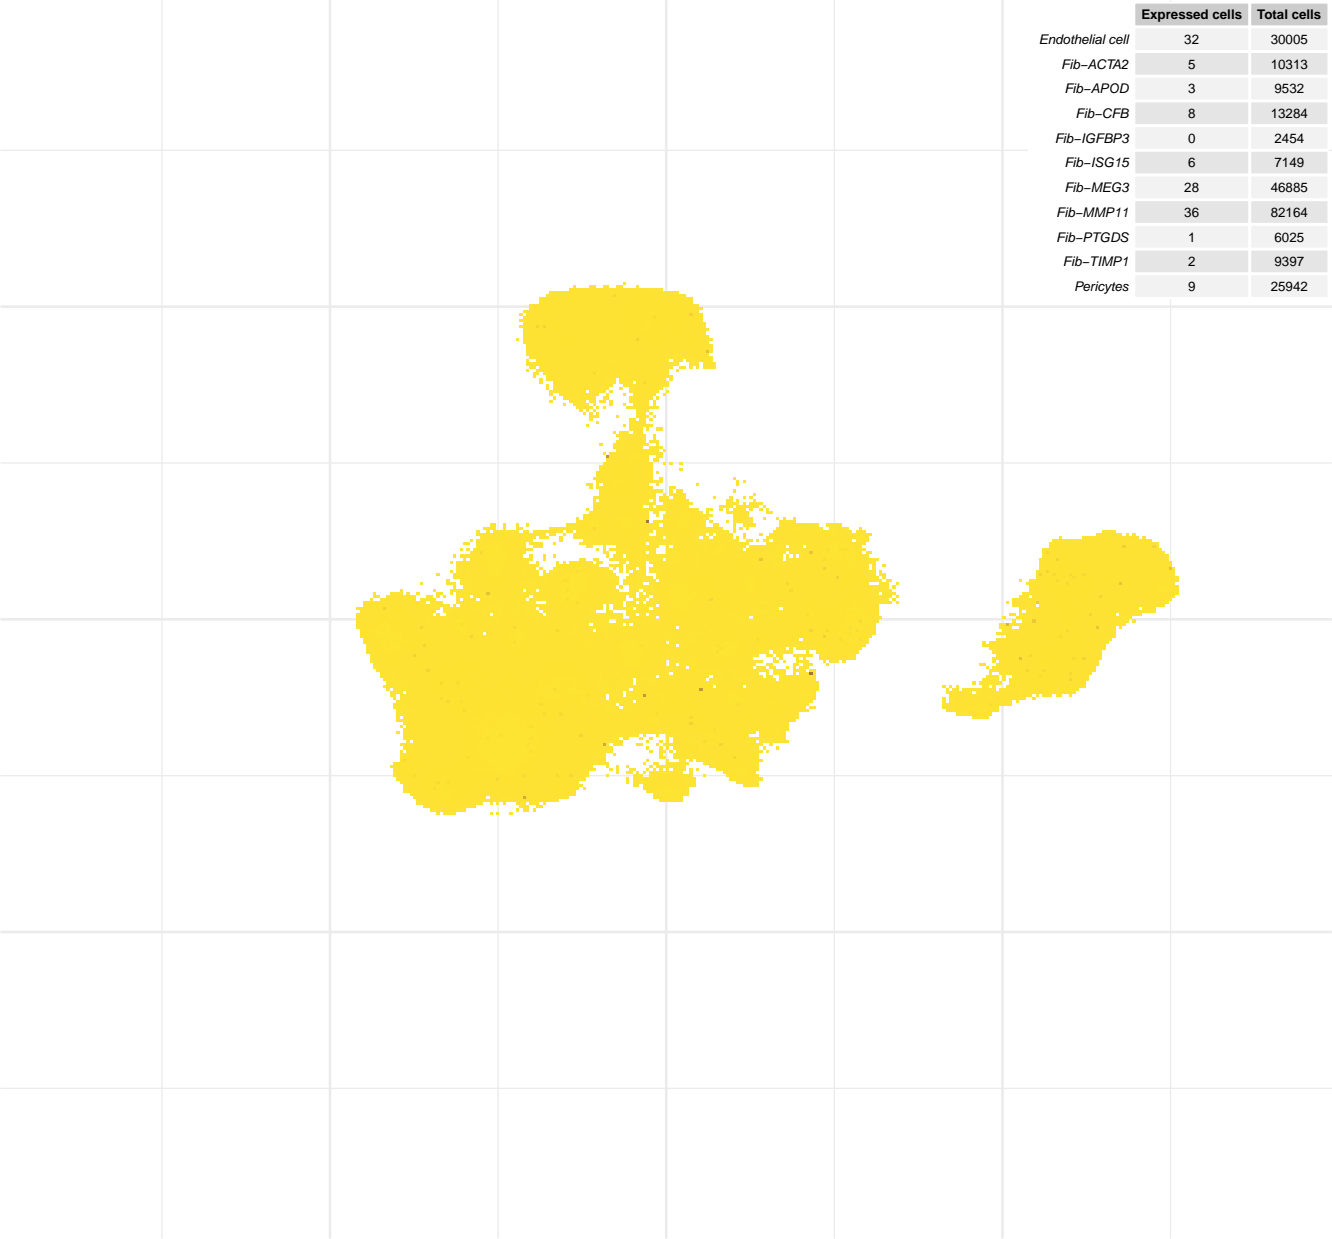 Expressed cells Total cells
Endothelial cell 32 30005
Fib−ACTA2 5 10313
Fib−APOD 3 9532
Fib−CFB 8 13284
Fib−IGFBP3 0 2454
Fib−ISG15 6 7149
Fib−MEG3 28 46885
Fib−MMP11 36 82164
Fib−PTGDS 1 6025
Fib−TIMP1 2 9397
Pericytes 9 25942